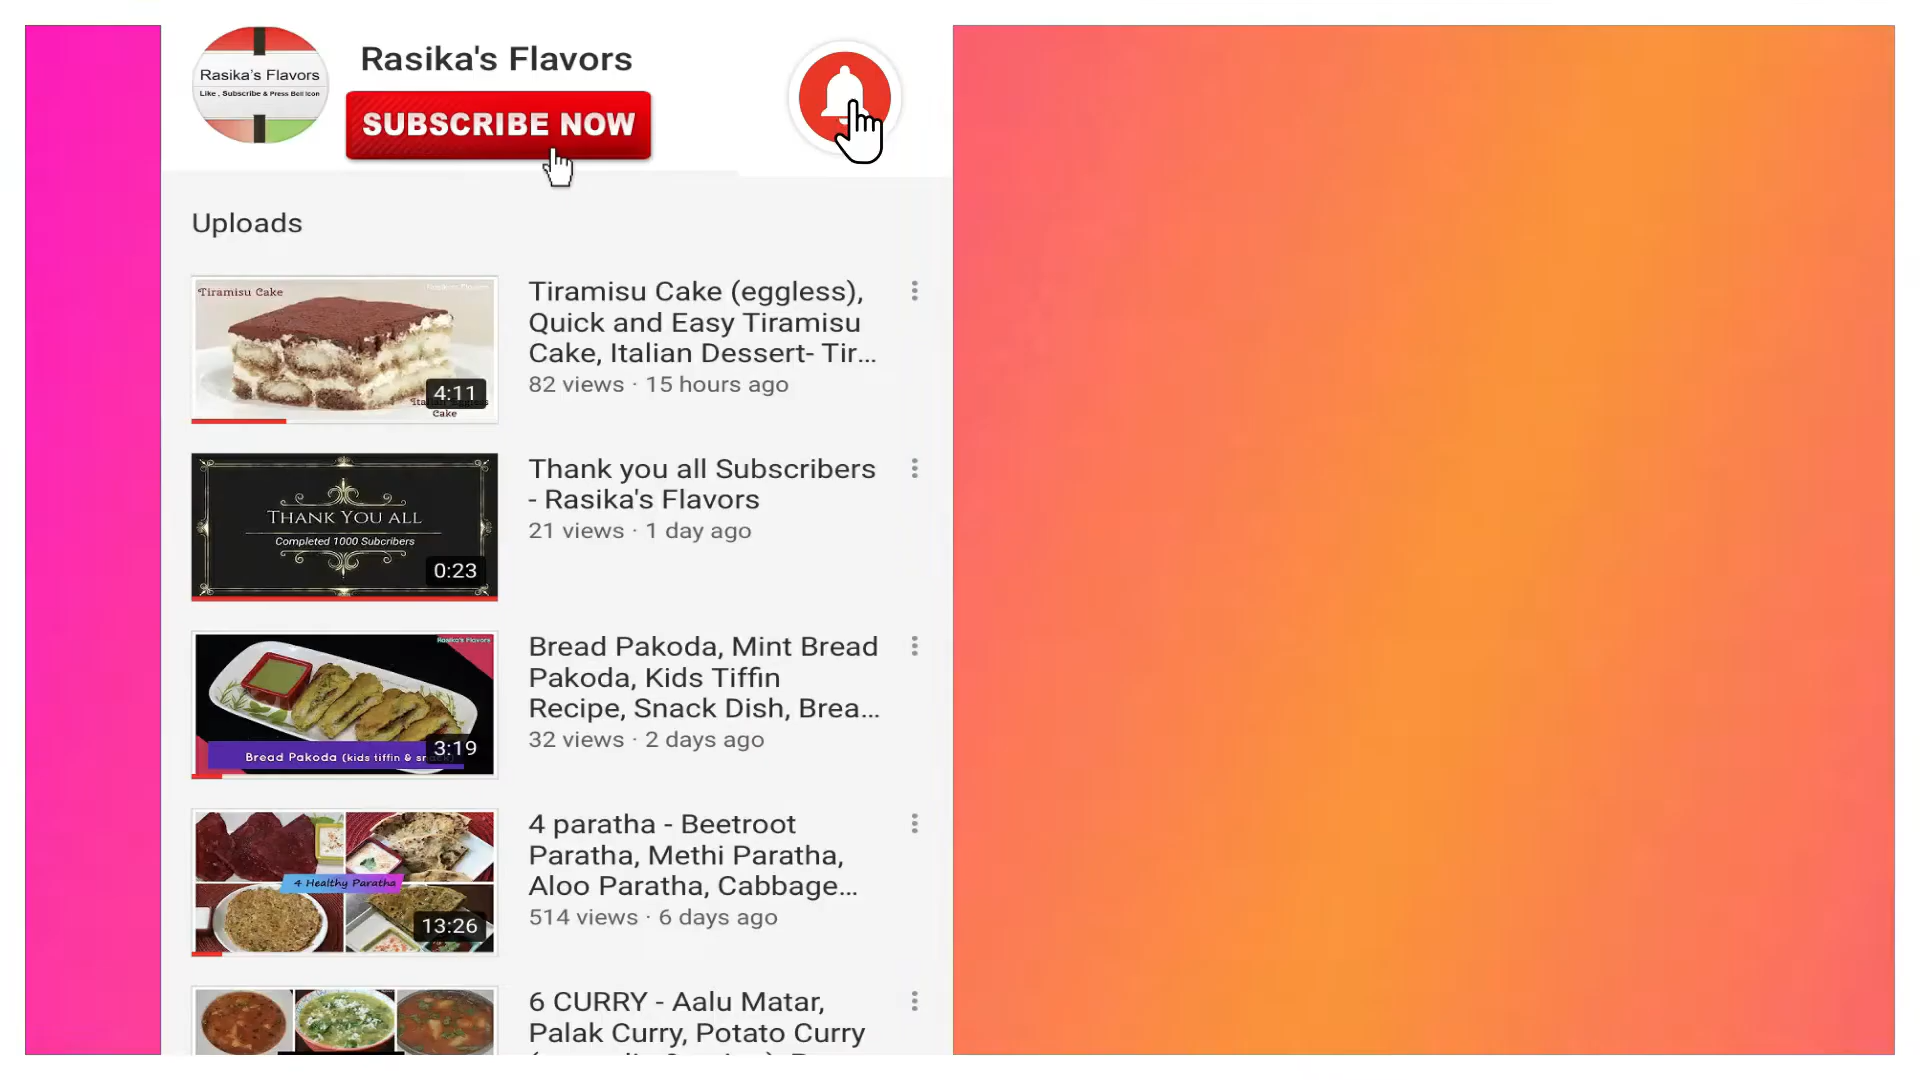 Rasika's Flavors
Like , Subscribe & Press Bell Icon
Rasika's Flavors
SUBSCRIBE NOW
Uploads
Tiramisu Cake
4:11
Cake
Tiramisu Cake (eggless),
Quick and Easy Tiramisu
Cake, Italian Dessert- Tir...
82 views · 15 hours ago
THANK YOU ALL
Completed 1000 Subcribers
0:23
Thank you all Subscribers
- Rasika's Flavors
21 views · 1 day ago
Rasika's Flavors
Bread Pakoda (kids tiffin &
3:19
Bread Pakoda, Mint Bread
Pakoda, Kids Tiffin
Recipe, Snack Dish, Brea...
32 views · 2 days ago
4 Healthy Paratha
13:26
4 paratha - Beetroot
Paratha, Methi Paratha,
Aloo Paratha, Cabbage...
514 views · 6 days ago
6 CURRY - Aalu Matar,
Palak Curry, Potato Curry